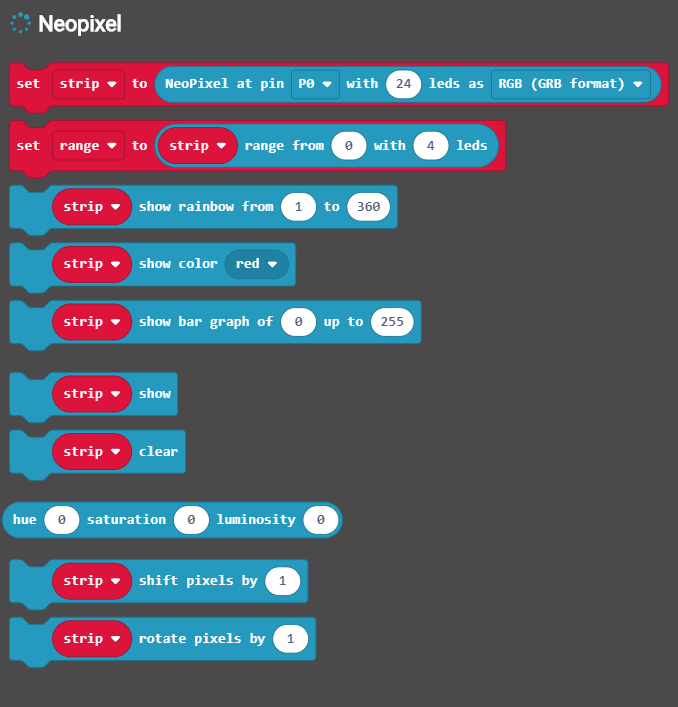 Neopixel
set strip to NeoPixel at pin P0 with 24 leds as RGB (GRB format)
set range to strip range from 0 with 4 leds
strip show rainbow from 1 to 360
strip show color red
strip show bar graph of 0 up to 255
strip show
strip clear
hue 0 saturation 0 luminosity 0
strip shift pixels by 1
strip rotate pixels by 1